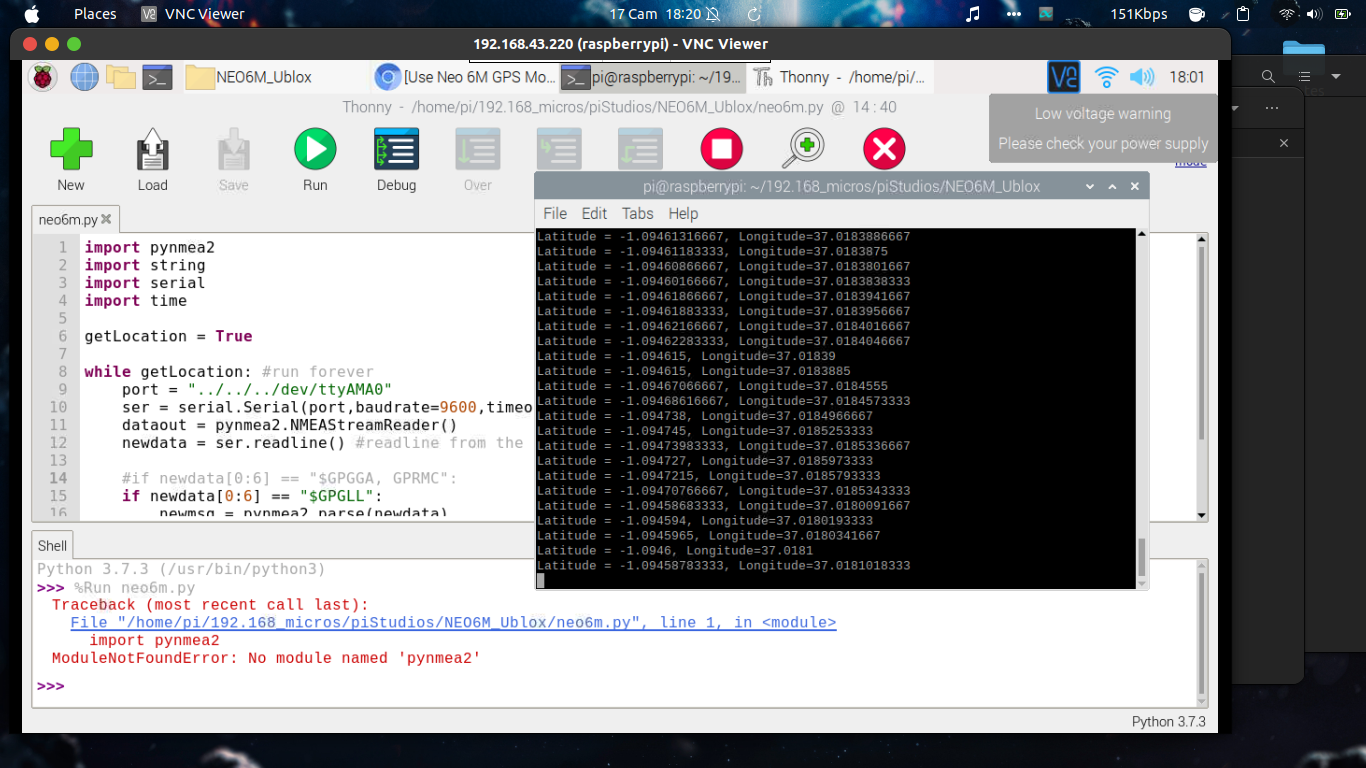 Places VNC Viewer 17 Cam 18:20 151Kbps
192.168.43.220 (raspberrypi) - VNC Viewer
NEO6M_Ublox [Use Neo 6M GPS Mo... pi@raspberrypi: ~/19... Thonny - /home/pi/... 18:01
Thonny - /home/pi/192.168_micros/piStudios/NEO6M_Ublox/neo6m.py @ 14:40
Low voltage warning
Please check your power supply
mode
New Load Save Run Debug Over
pi@raspberrypi: ~/192.168_micros/piStudios/NEO6M_Ublox
File Edit Tabs Help
neo6m.py
1 import pynmea2
2 import string
3 import serial
4 import time
5
6 getLocation = True
7
8 while getLocation: #run forever
9 port = "../../../dev/ttyAMA0"
10 ser = serial.Serial(port,baudrate=9600,timeo
11 dataout = pynmea2.NMEAStreamReader()
12 newdata = ser.readline() #readline from the
13
14 #if newdata[0:6] == "$GPGGA, GPRMC":
15 if newdata[0:6] == "$GPGLL":
16 newmsg = pynmea2.parse(newdata)
Latitude = -1.09461316667, Longitude=37.0183886667
Latitude = -1.09461183333, Longitude=37.0183875
Latitude = -1.09460866667, Longitude=37.0183801667
Latitude = -1.09460166667, Longitude=37.0183838333
Latitude = -1.09461866667, Longitude=37.0183941667
Latitude = -1.09461883333, Longitude=37.0183956667
Latitude = -1.09462166667, Longitude=37.0184016667
Latitude = -1.09462283333, Longitude=37.0184046667
Latitude = -1.094615, Longitude=37.01839
Latitude = -1.094615, Longitude=37.0183885
Latitude = -1.09467066667, Longitude=37.0184555
Latitude = -1.09468616667, Longitude=37.0184573333
Latitude = -1.094738, Longitude=37.0184966667
Latitude = -1.094745, Longitude=37.0185253333
Latitude = -1.09473983333, Longitude=37.0185336667
Latitude = -1.094727, Longitude=37.0185973333
Latitude = -1.0947215, Longitude=37.0185793333
Latitude = -1.09470766667, Longitude=37.0185343333
Latitude = -1.09458683333, Longitude=37.0180091667
Latitude = -1.094594, Longitude=37.0180193333
Latitude = -1.0945965, Longitude=37.0180341667
Latitude = -1.0946, Longitude=37.0181
Latitude = -1.09458783333, Longitude=37.0181018333
Shell
Python 3.7.3 (/usr/bin/python3)
>>> %Run neo6m.py
Traceback (most recent call last):
File "/home/pi/192.168_micros/piStudios/NEO6M_Ublox/neo6m.py", line 1, in <module>
import pynmea2
ModuleNotFoundError: No module named 'pynmea2'
>>>
Python 3.7.3